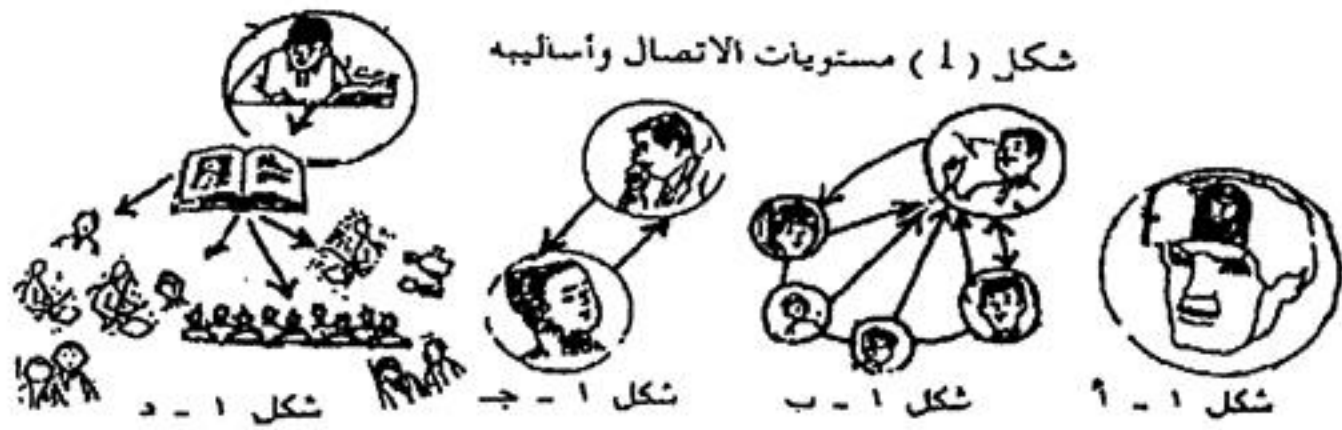 شكل ( 1 ) مستويات الاتصال وأساليبه
شكل ١ - أ
شكل ١ - ب
شكل ١ - جـ
شكل ١ - د